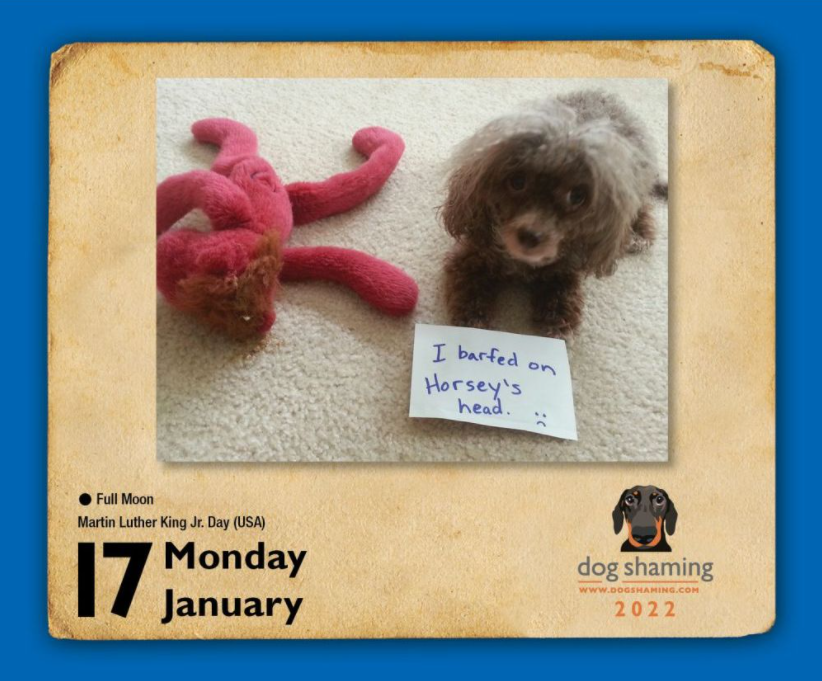 I barfed on
Horsey's
head. :(
Full Moon
Martin Luther King Jr. Day (USA)
17 Monday
January
dog shaming
WWW.DOGSHAMING.COM
2022